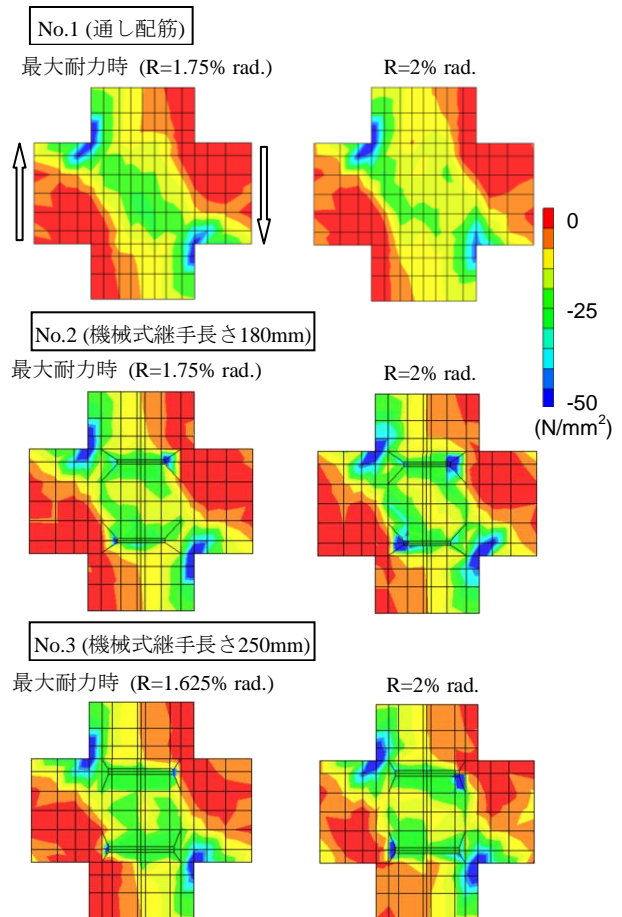 No.1 (通し配筋)
最大耐力時 (R=1.75% rad.)
R=2% rad.
0
-25
-50
(N/mm²)
No.2 (機械式継手長さ180mm)
最大耐力時 (R=1.75% rad.)
R=2% rad.
No.3 (機械式継手長さ250mm)
最大耐力時 (R=1.625% rad.)
R=2% rad.